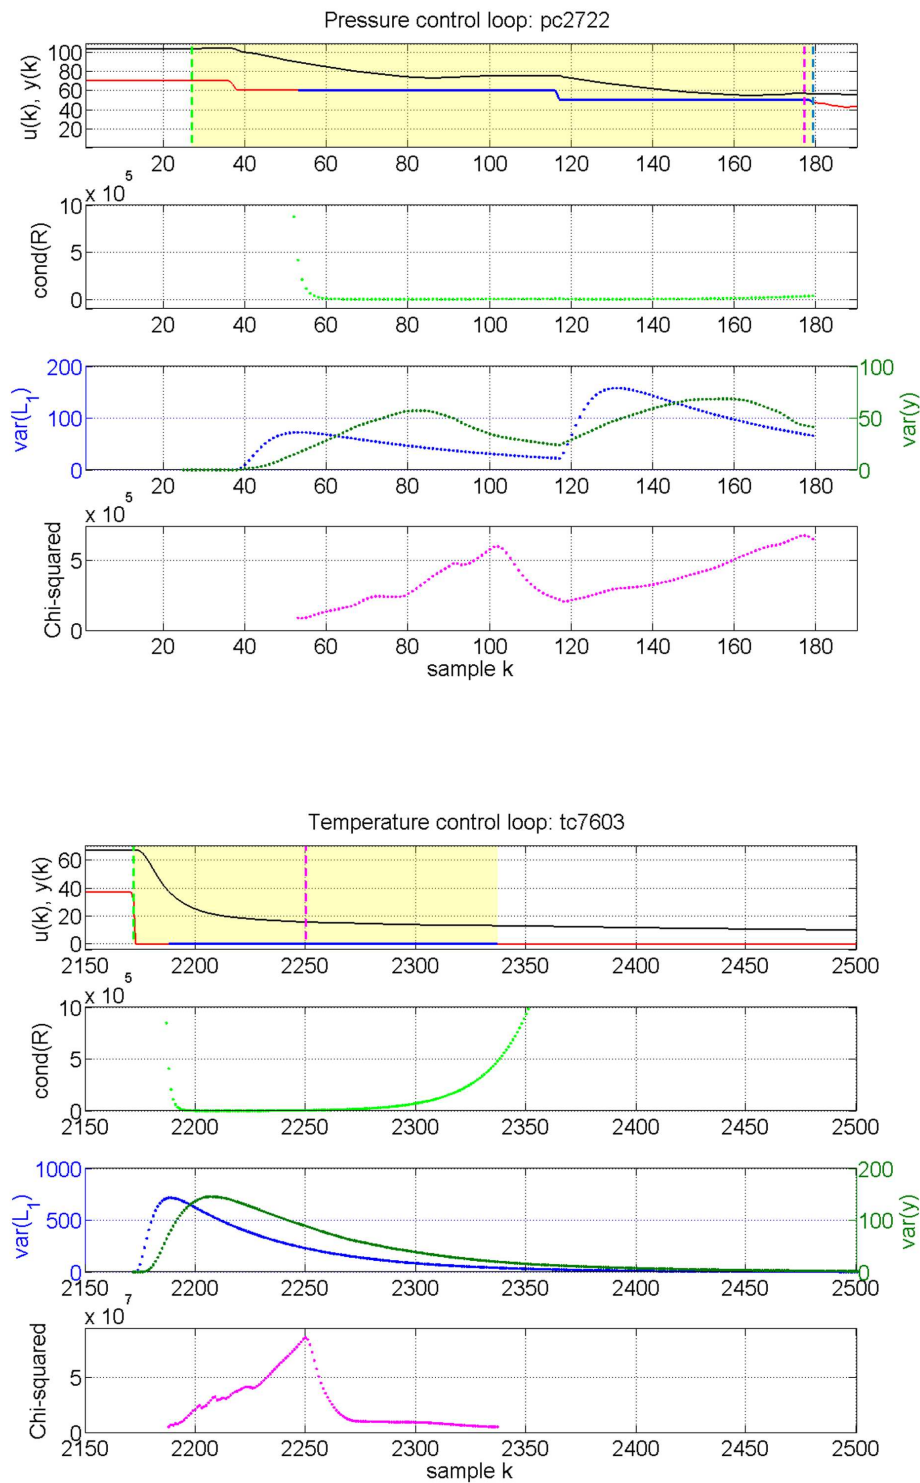 Pressure control loop: pc2722
u(k), y(k)
100
80
60
40
20
20 40 60 80 100 120 140 160 180
x 10^5
cond(R)
10
5
0
20 40 60 80 100 120 140 160 180
var(L_1)
200
100
0
100
50
0
var(y)
20 40 60 80 100 120 140 160 180
x 10^5
Chi-squared
5
0
20 40 60 80 100 120 140 160 180
sample k
Temperature control loop: tc7603
u(k), y(k)
60
40
20
0
2150 2200 2250 2300 2350 2400 2450 2500
x 10^5
cond(R)
10
5
0
2150 2200 2250 2300 2350 2400 2450 2500
var(L_1)
1000
500
0
200
100
0
var(y)
2150 2200 2250 2300 2350 2400 2450 2500
x 10^7
Chi-squared
5
0
2150 2200 2250 2300 2350 2400 2450 2500
sample k